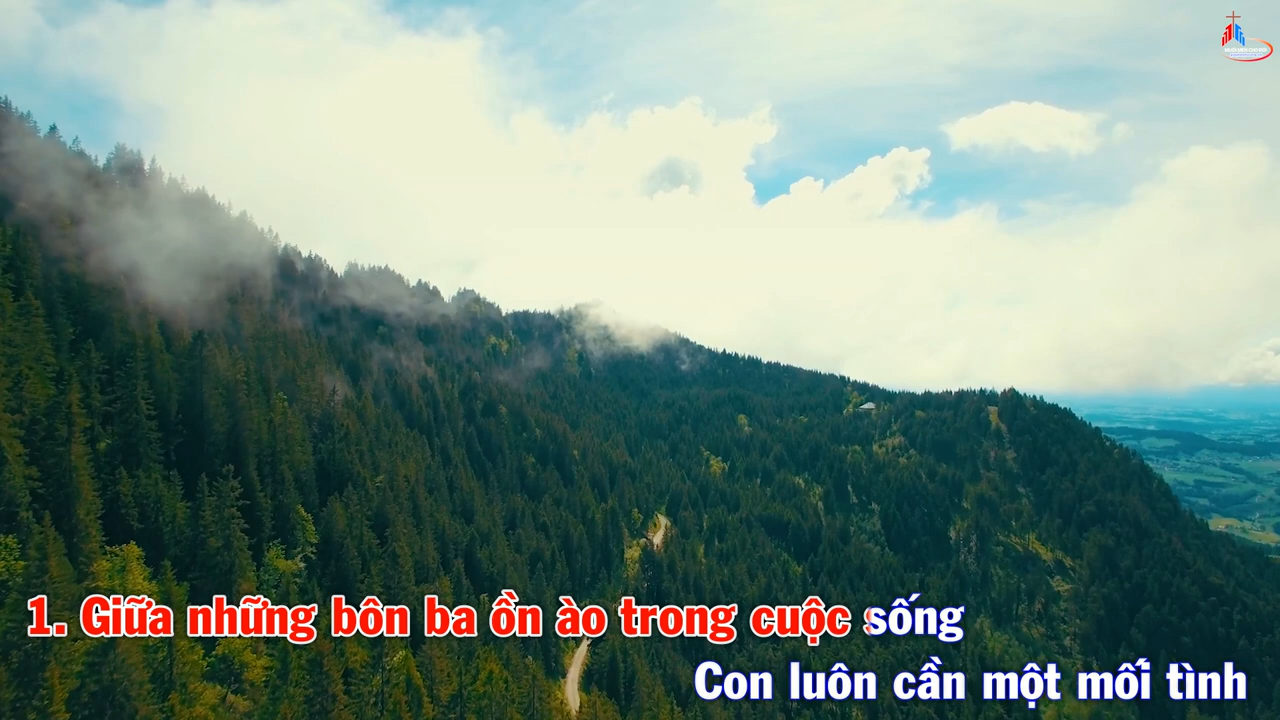 1. Giữa những bôn ba ồn ào trong cuộc sống
Con luôn cần một mối tình